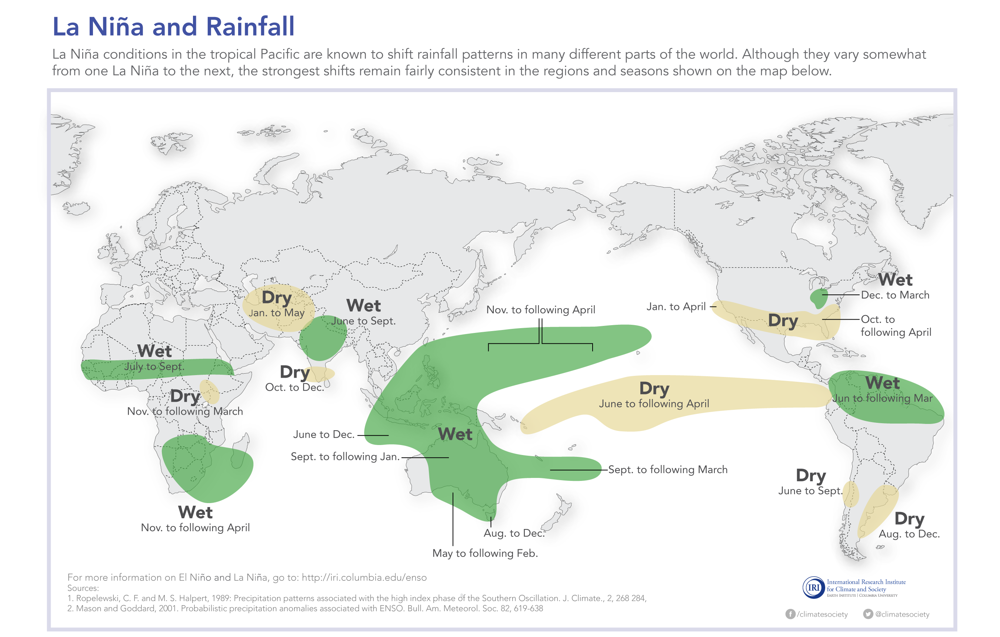 La Niña and Rainfall
La Niña conditions in the tropical Pacific are known to shift rainfall patterns in many different parts of the world. Although they vary somewhat
from one La Niña to the next, the strongest shifts remain fairly consistent in the regions and seasons shown on the map below.
Wet
Dec. to March
Dry
Jan. to May
Wet
June to Sept.
Nov. to following April
Jan. to April
Dry
Oct. to
following April
Wet
July to Sept.
Dry
Oct. to Dec.
Dry
Nov. to following March
Dry
June to following April
Wet
Jun to following Mar
June to Dec.
Wet
Sept. to following Jan.
Sept. to following March
Dry
June to Sept.
Wet
Nov. to following April
Dry
Aug. to Dec.
Aug. to Dec.
May to following Feb.
For more information on El Niño and La Niña, go to: http://iri.columbia.edu/enso
Sources:
1. Ropelewski, C. F. and M. S. Halpert, 1989: Precipitation patterns associated with the high index phase of the Southern Oscillation. J. Climate., 2, 268 284,
2. Mason and Goddard, 2001. Probabilistic precipitation anomalies associated with ENSO. Bull. Am. Meteorol. Soc. 82, 619-638
IRI
International Research Institute
for Climate and Society
EARTH INSTITUTE | COLUMBIA UNIVERSITY
/climatesociety
@climatesociety